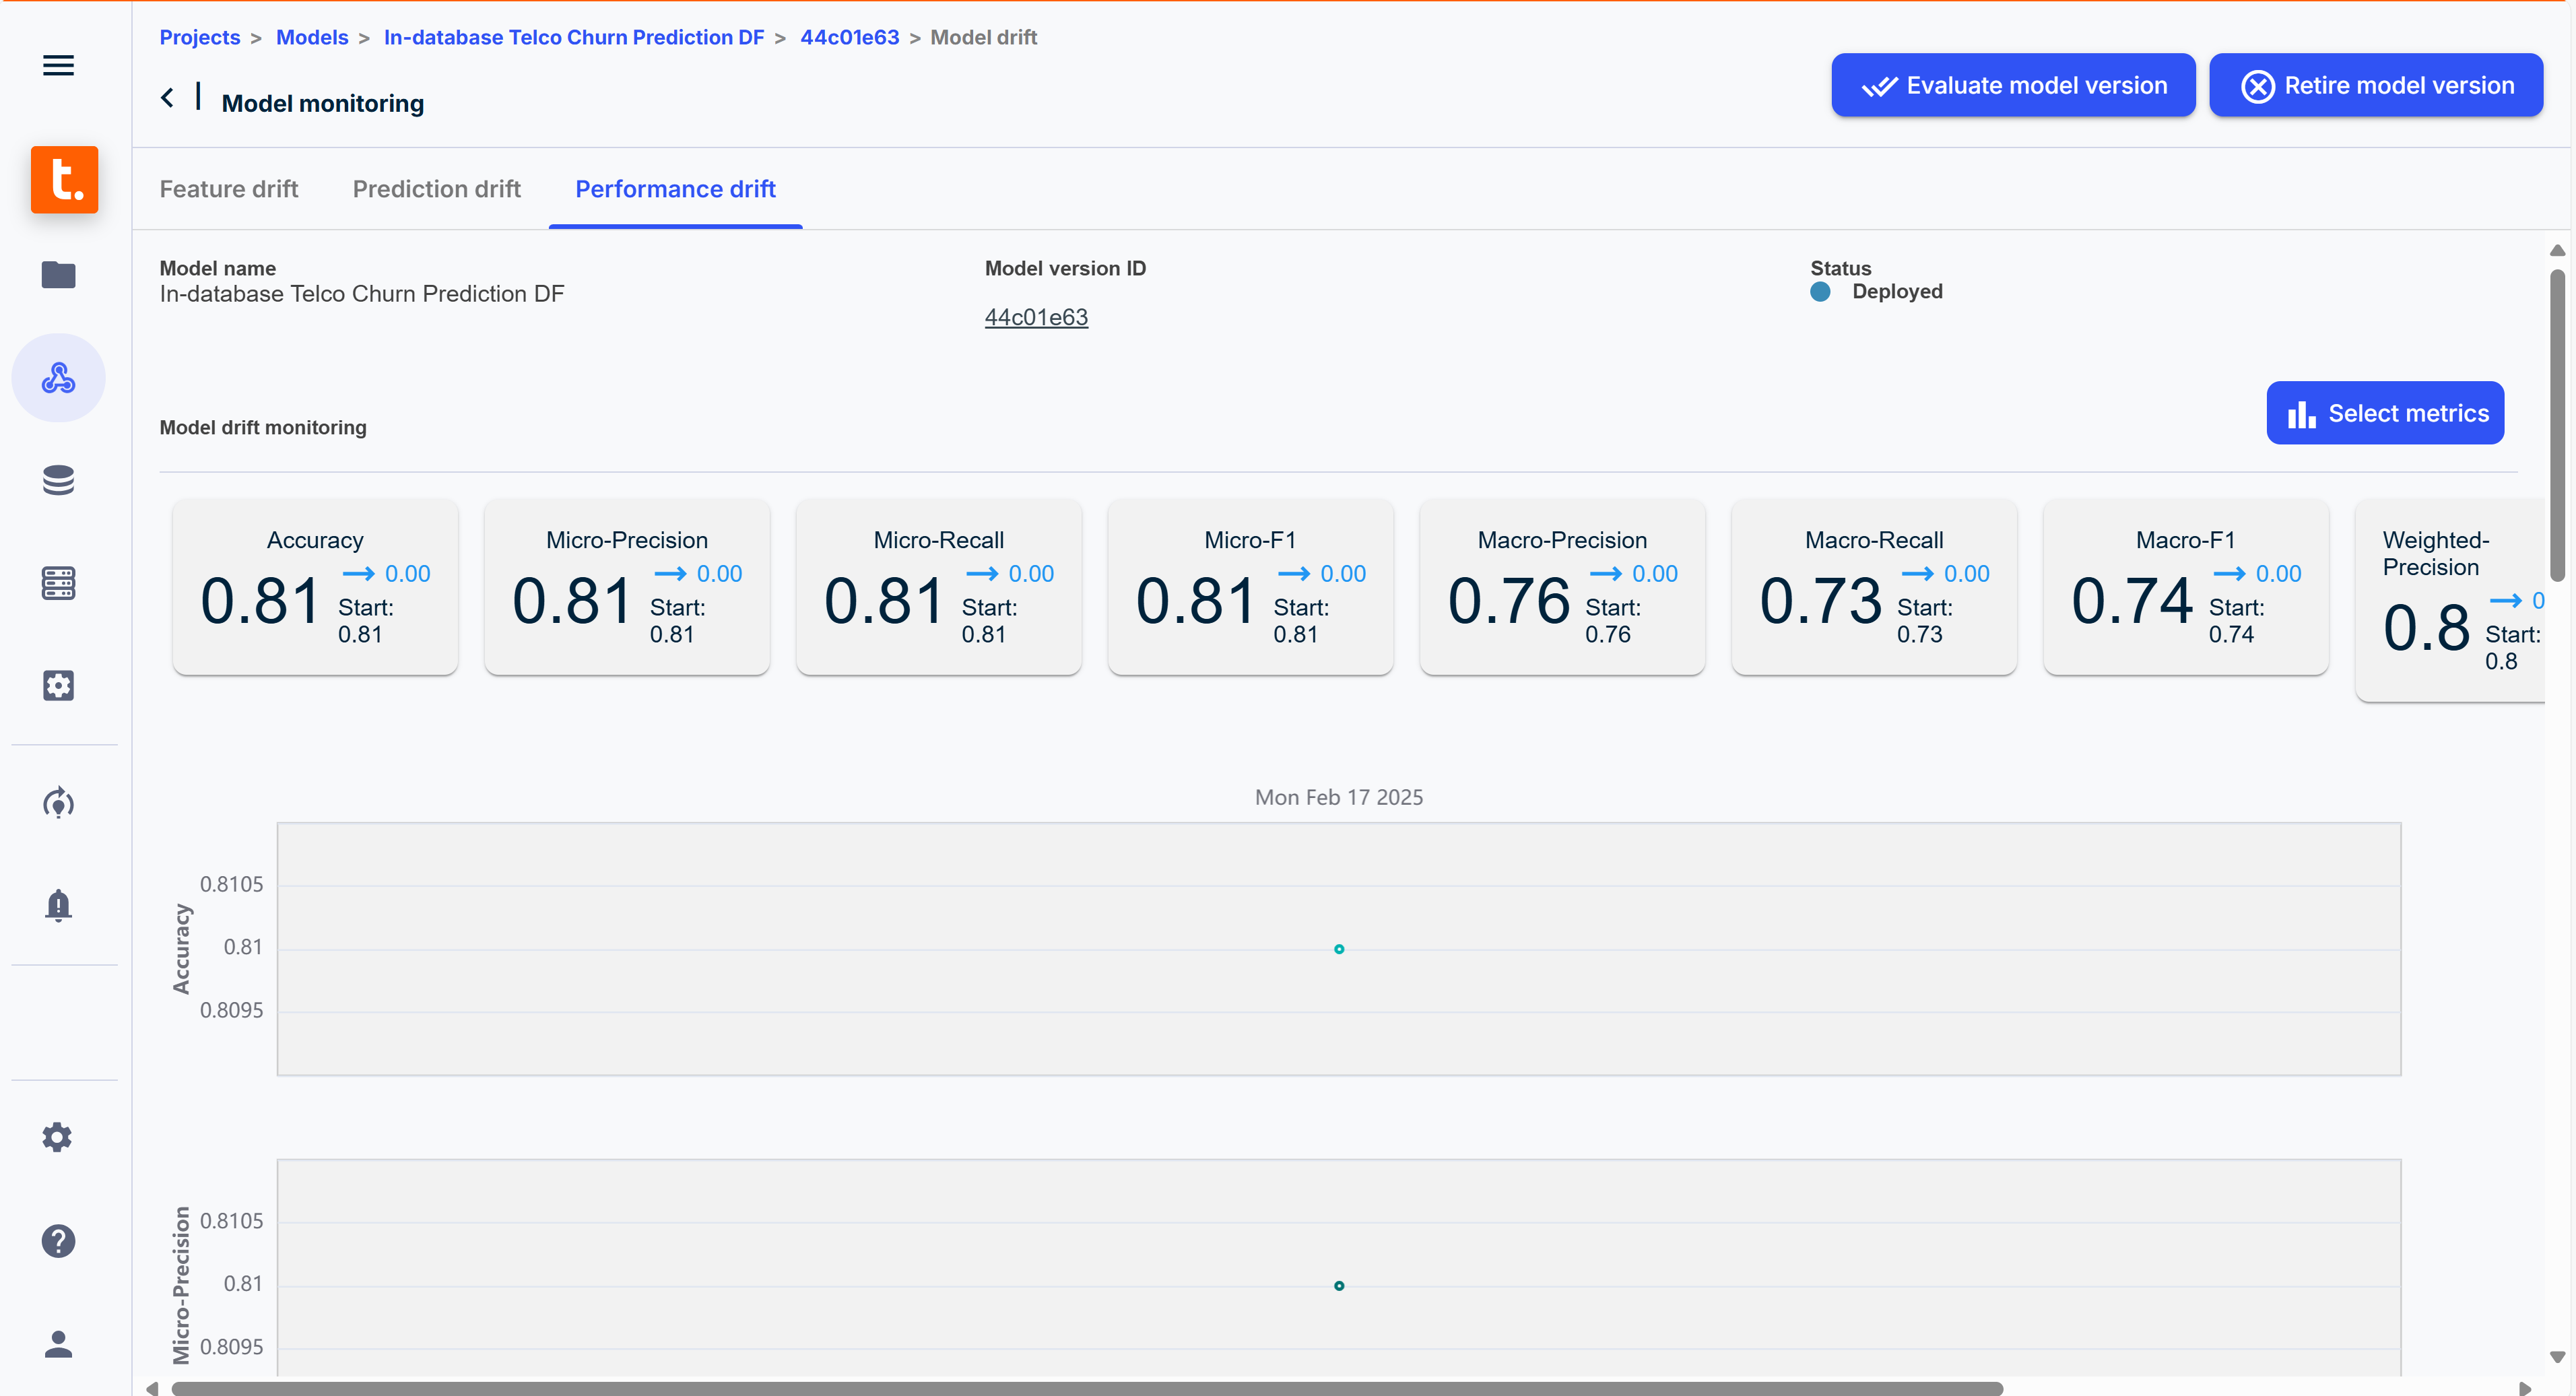 Projects > Models > In-database Telco Churn Prediction DF > 44c01e63 > Model drift
Model monitoring
Evaluate model version
Retire model version
t.
Feature drift
Prediction drift
Performance drift
Model name
In-database Telco Churn Prediction DF
Model version ID
44c01e63
Status
Deployed
Model drift monitoring
Select metrics
Accuracy
0.81
0.00
Start:
0.81
Micro-Precision
0.81
0.00
Start:
0.81
Micro-Recall
0.81
0.00
Start:
0.81
Micro-F1
0.81
0.00
Start:
0.81
Macro-Precision
0.76
0.00
Start:
0.76
Macro-Recall
0.73
0.00
Start:
0.73
Macro-F1
0.74
0.00
Start:
0.74
Weighted-
Precision
0.8
0
Start:
0.8
Mon Feb 17 2025
Accuracy
0.8105
0.81
0.8095
Micro-Precision
0.8105
0.81
0.8095